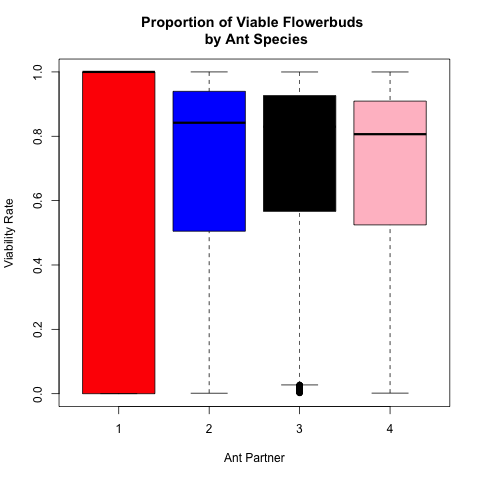 Proportion of Viable Flowerbuds
by Ant Species
Viability Rate
1.0
0.8
0.6
0.4
0.2
0.0
1 2 3 4
Ant Partner